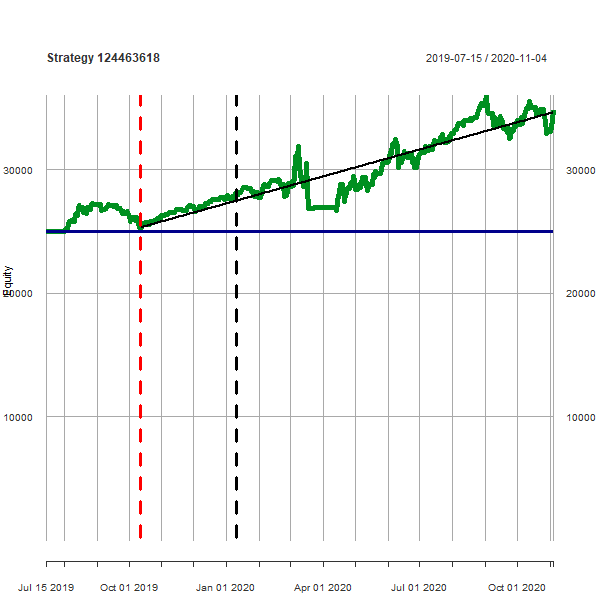 Strategy 124463618
2019-07-15 / 2020-11-04
30000
30000
Equity
20000
20000
10000
10000
Jul 15 2019
Oct 01 2019
Jan 01 2020
Apr 01 2020
Jul 01 2020
Oct 01 2020